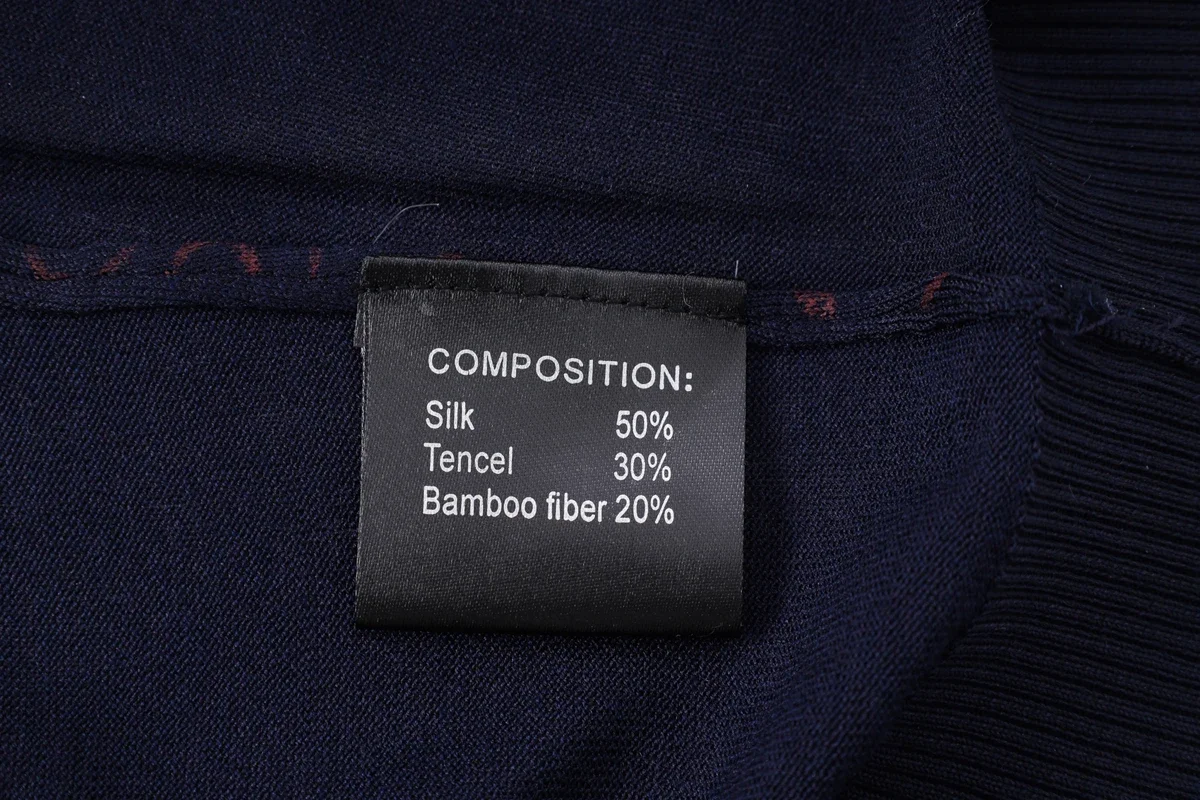 COMPOSITION:
Silk 50%
Tencel 30%
Bamboo fiber 20%